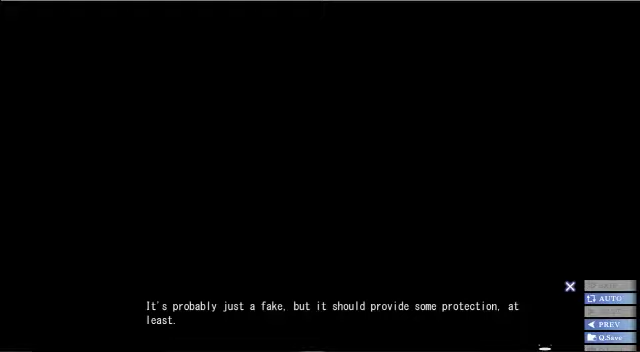 It's probably just a fake, but it should provide some protection, at
least.
AUTO
PREV
Q.Save